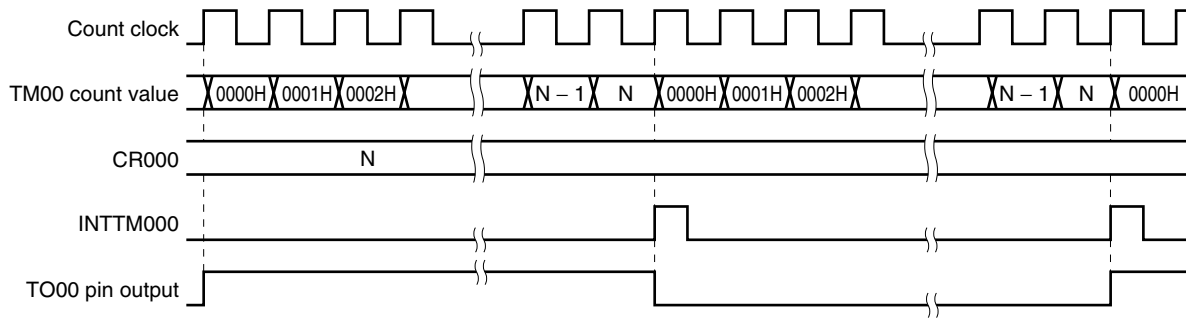 Count clock
TM00 count value 0000H 0001H 0002H N – 1 N 0000H 0001H 0002H N – 1 N 0000H
CR000 N
INTTM000
TO00 pin output